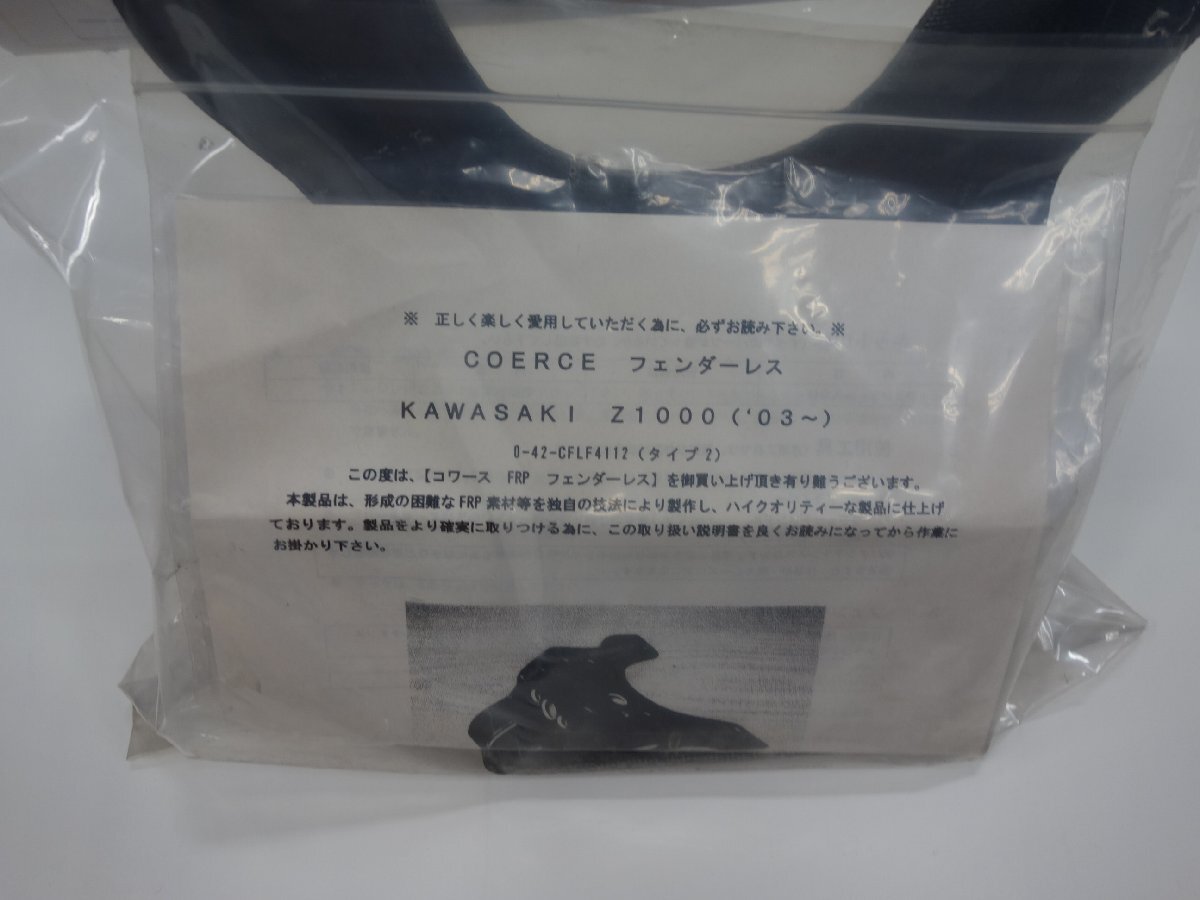 ※ 正しく楽しく愛用していただく為に、必ずお読み下さい。※
COERCE フェンダーレス
KAWASAKI Z1000('03～)
0-42-CFLF4112(タイプ2)
この度は、【コワース FRP フェンダーレス】を御買い上げ頂き有り難うございます。
本製品は、形成の困難なFRP素材等を独自の技法により製作し、ハイクオリティーな製品に仕上げ
ております。製品をより確実に取りつける為に、この取り扱い説明書を良くお読みになってから作業に
お掛かり下さい。